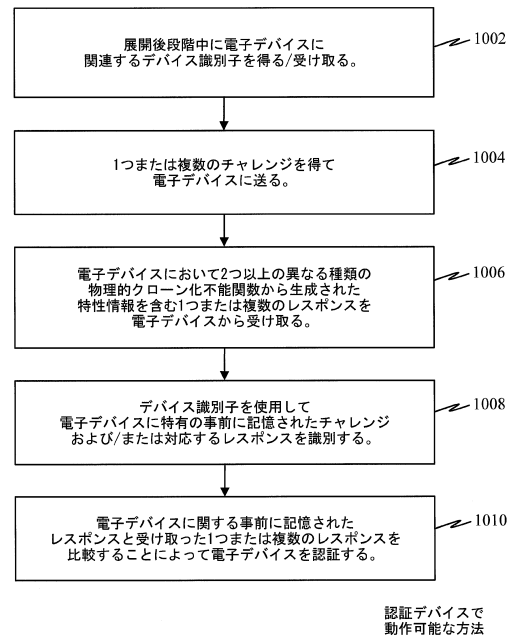 展開後段階中に電子デバイスに
関連するデバイス識別子を得る/受け取る。
1002
1つまたは複数のチャレンジを得て
電子デバイスに送る。
1004
電子デバイスにおいて2つ以上の異なる種類の
物理的クローン化不能関数から生成された
特性情報を含む1つまたは複数のレスポンスを
電子デバイスから受け取る。
1006
デバイス識別子を使用して
電子デバイスに特有の事前に記憶されたチャレンジ
および/または対応するレスポンスを識別する。
1008
電子デバイスに関する事前に記憶された
レスポンスと受け取った1つまたは複数のレスポンスを
比較することによって電子デバイスを認証する。
1010
認証デバイスで
動作可能な方法